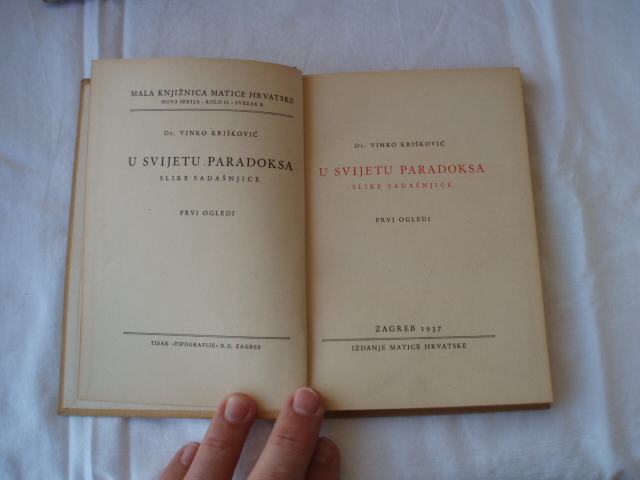 MALA KNJIŽNICA MATICE HRVATSKE
NOVA SERIJA - KOLO II. - SVEZAK 8.
Dr. VINKO KRIŠKOVIĆ
U SVIJETU PARADOKSA
SLIKE SADAŠNJICE
PRVI OGLEDI
TISAK «TIPOGRAFIJE» D. D. ZAGREB
Dr. VINKO KRIŠKOVIĆ
U SVIJETU PARADOKSA
SLIKE SADAŠNJICE
PRVI OGLEDI
ZAGREB 1937
IZDANJE MATICE HRVATSKE